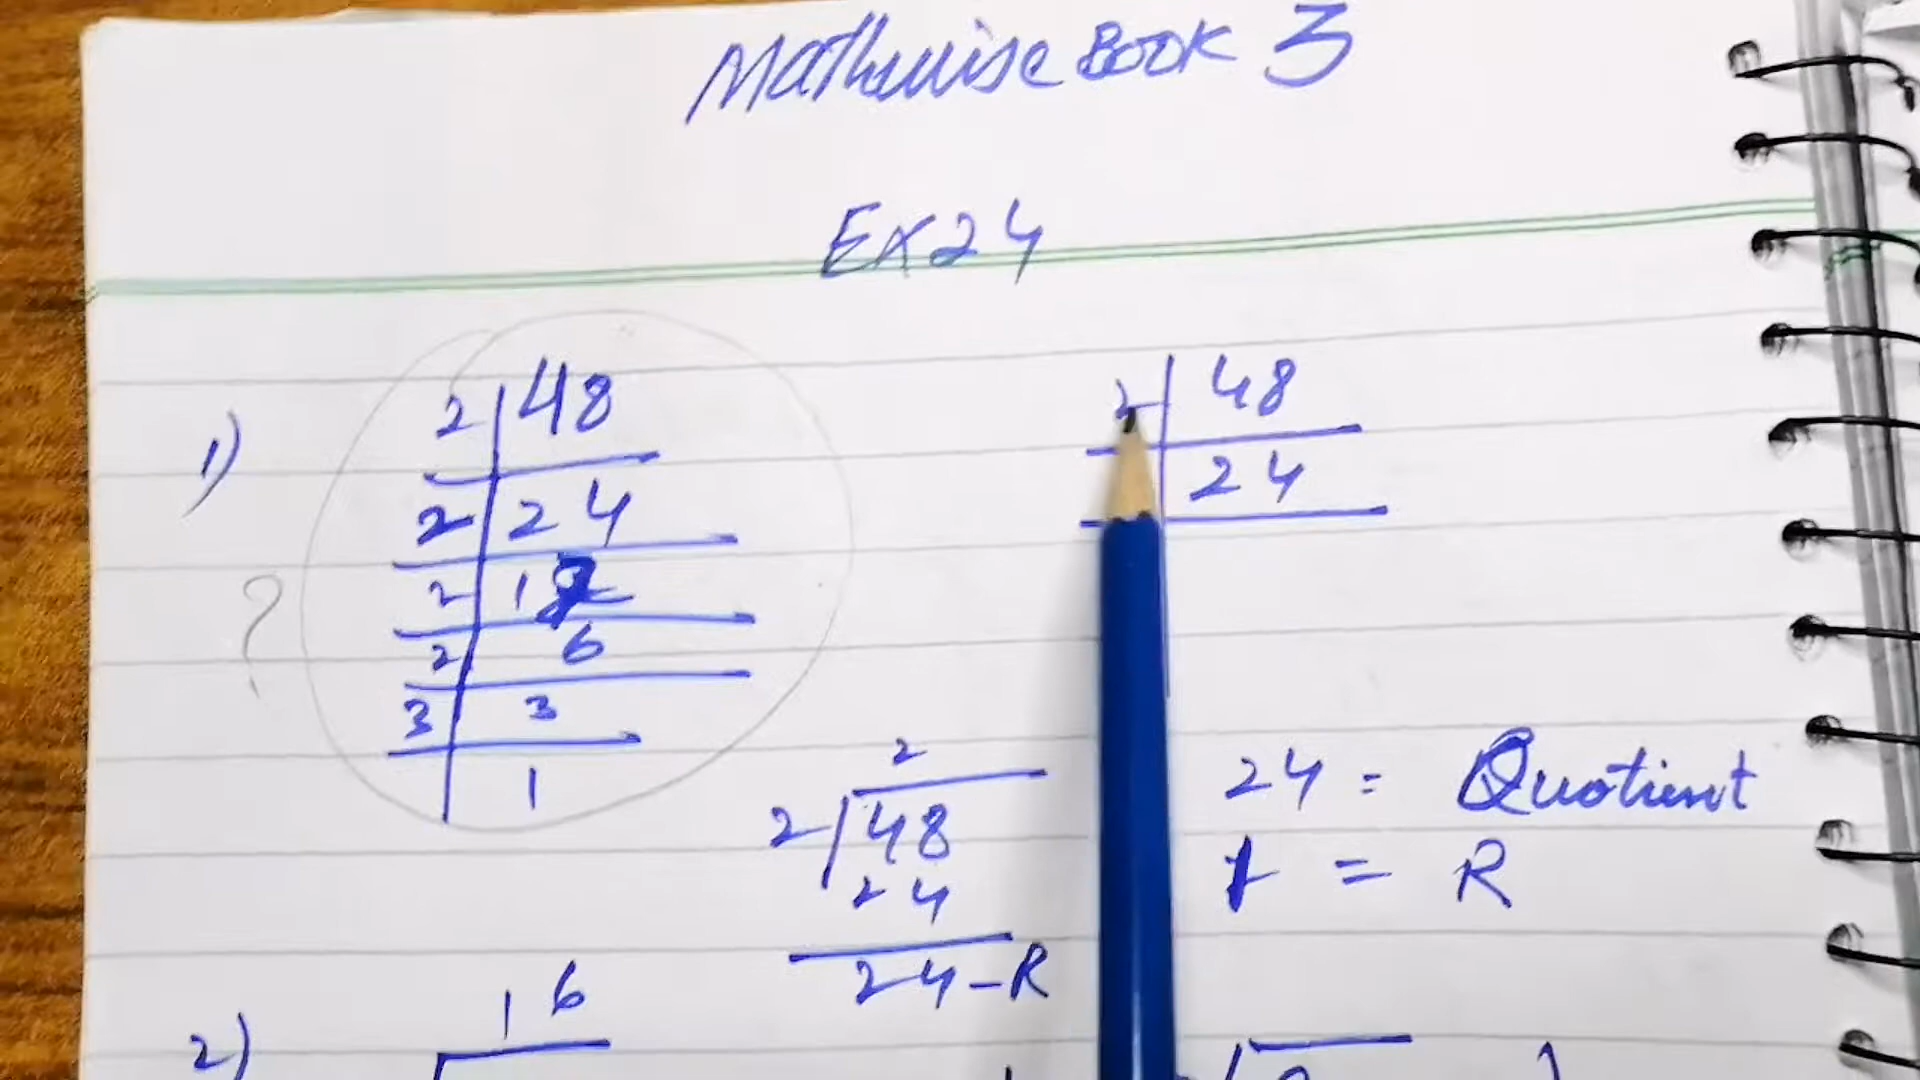 Mathwise BOOK 3
EX 24
1)
2 | 48
2 | 24
2 | 12
2 | 6
3 | 3
1
?
2 | 48
24
2
2 | 48
24
24 - R
24 = Quotient
1 = R
2)
16